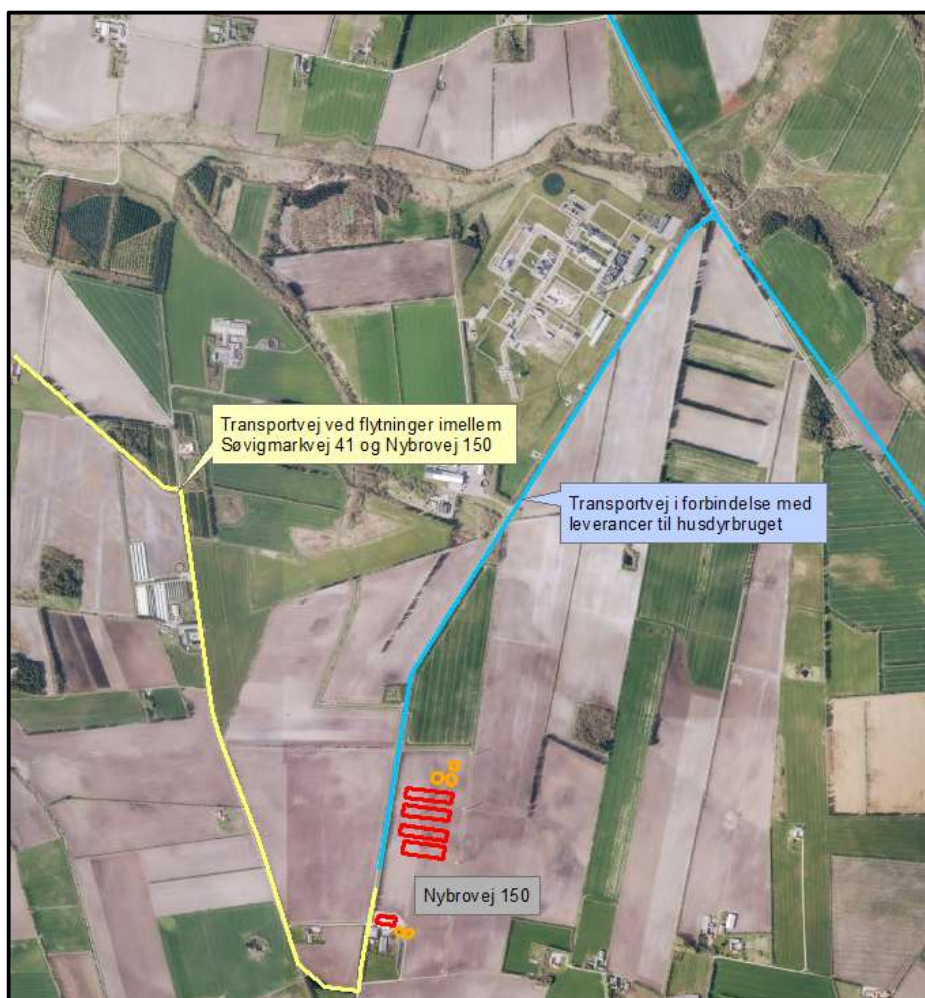 Transportvej ved flytninger imellem
Søvigmarkvej 41 og Nybrovej 150
Transportvej i forbindelse med
leverancer til husdyrbruget
Nybrovej 150